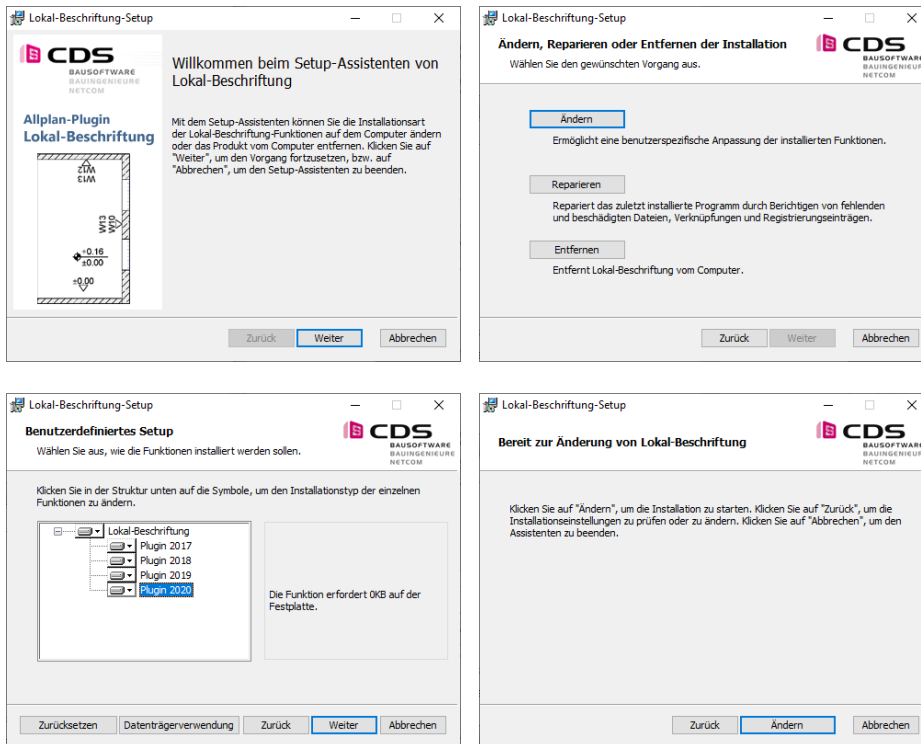 Lokal-Beschriftung-Setup
CDS
BAUSOFTWARE
BAUINGENIEURE
NETCOM
Allplan-Plugin
Lokal-Beschriftung
W12
W13
W13
W10
+0.16
±0.00
±0.00
Willkommen beim Setup-Assistenten von
Lokal-Beschriftung
Mit dem Setup-Assistenten können Sie die Installationsart
der Lokal-Beschriftung-Funktionen auf dem Computer ändern
oder das Produkt vom Computer entfernen. Klicken Sie auf
"Weiter", um den Vorgang fortzusetzen, bzw. auf
"Abbrechen", um den Setup-Assistenten zu beenden.
Zurück Weiter Abbrechen
Lokal-Beschriftung-Setup
Ändern, Reparieren oder Entfernen der Installation
Wählen Sie den gewünschten Vorgang aus.
CDS
BAUSOFTWARE
BAUINGENIEUR
NETCOM
Ändern
Ermöglicht eine benutzerspezifische Anpassung der installierten Funktionen.
Reparieren
Repariert das zuletzt installierte Programm durch Berichtigen von fehlenden
und beschädigten Dateien, Verknüpfungen und Registrierungseinträgen.
Entfernen
Entfernt Lokal-Beschriftung vom Computer.
Zurück Weiter Abbrechen
Lokal-Beschriftung-Setup
Benutzerdefiniertes Setup
Wählen Sie aus, wie die Funktionen installiert werden sollen.
CDS
BAUSOFTWARE
BAUINGENIEURE
NETCOM
Klicken Sie in der Struktur unten auf die Symbole, um den Installationstyp der einzelnen
Funktionen zu ändern.
Lokal-Beschriftung
Plugin 2017
Plugin 2018
Plugin 2019
Plugin 2020
Die Funktion erfordert 0KB auf der
Festplatte.
Zurücksetzen Datenträgerverwendung Zurück Weiter Abbrechen
Lokal-Beschriftung-Setup
Bereit zur Änderung von Lokal-Beschriftung
CDS
BAUSOFTWARE
BAUINGENIEUR
NETCOM
Klicken Sie auf "Ändern", um die Installation zu starten. Klicken Sie auf "Zurück", um die
Installationseinstellungen zu prüfen oder zu ändern. Klicken Sie auf "Abbrechen", um den
Assistenten zu beenden.
Zurück Ändern Abbrechen